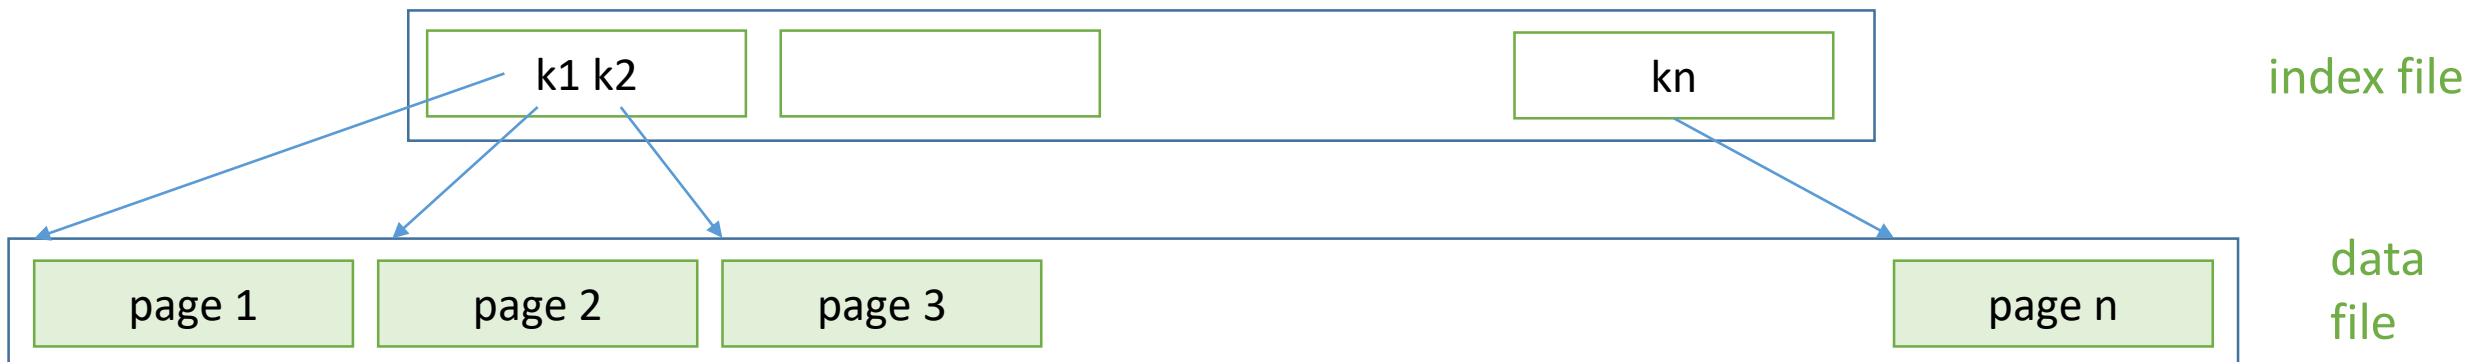 k1 k2
kn
index file
page 1
page 2
page 3
page n
data
file